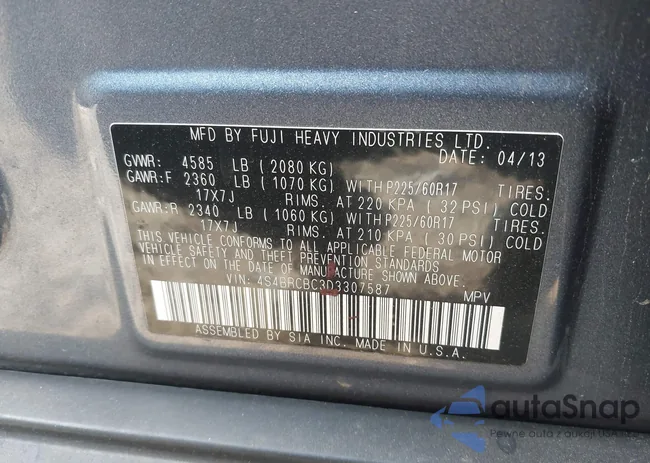 MFD BY FUJI HEAVY INDUSTRIES LTD.
DATE: 04/13
GVWR: 4585 LB (2080 KG)
GAWR:F 2360 LB (1070 KG) WITH P225/60R17 TIRES.
17X7J RIMS. AT 220 KPA (32 PSI) COLD
GAWR:R 2340 LB (1060 KG) WITH P225/60R17 TIRES.
17X7J RIMS. AT 210 KPA (30 PSI) COLD
THIS VEHICLE CONFORMS TO ALL APPLICABLE FEDERAL MOTOR
VEHICLE SAFETY AND THEFT PREVENTION STANDARDS
IN EFFECT ON THE DATE OF MANUFACTURE SHOWN ABOVE.
VIN: 4S4BRCBC3D3307587 MPV
ASSEMBLED BY SIA INC. MADE IN U.S.A.
autaSnap
Pewne auta z aukcji